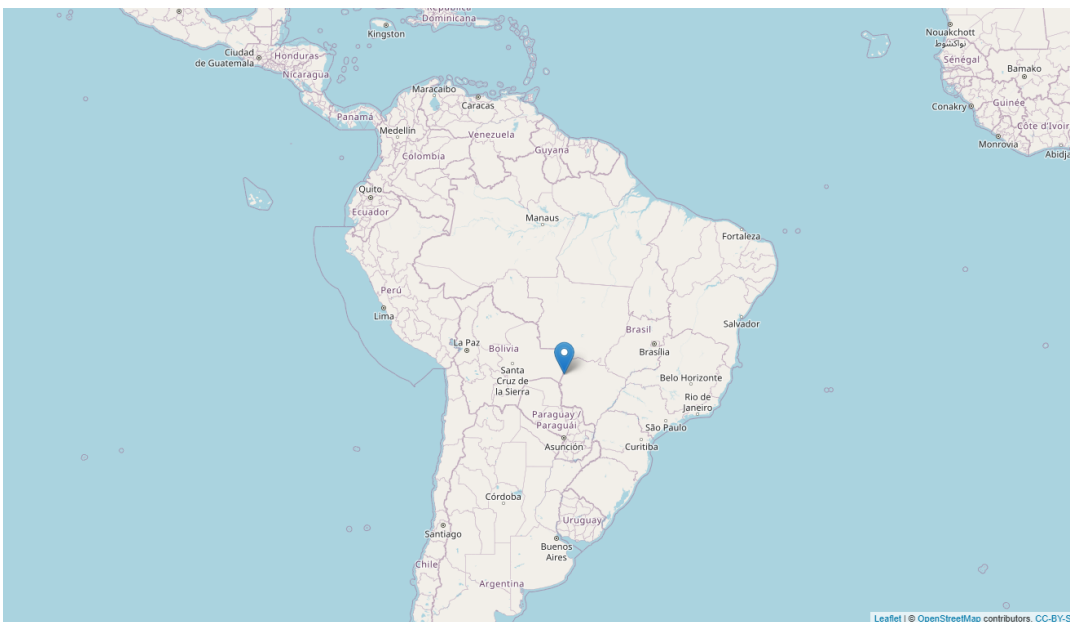 República
Dominicana
Kingston
Ciudad
de Guatemala
Honduras
Nicaragua
Nouakchott
نواكشوط
Sénégal
Bamako
Maracaibo
Caracas
Panamá
Medellín
Venezuela
Conakry
Guinée
Côte d'Ivoir
Monrovia
Abidja
Guyana
Colombia
Quito
Ecuador
Manaus
Fortaleza
Perú
Lima
Brasil
Salvador
La Paz
Bolivia
Brasília
Santa
Cruz de
la Sierra
Belo Horizonte
Rio de
Janeiro
Paraguay /
Paraguái
São Paulo
Asunción
Curitiba
Córdoba
Uruguay
Santiago
Buenos
Aires
Chile
Argentina
Leaflet | © OpenStreetMap contributors, CC-BY-S